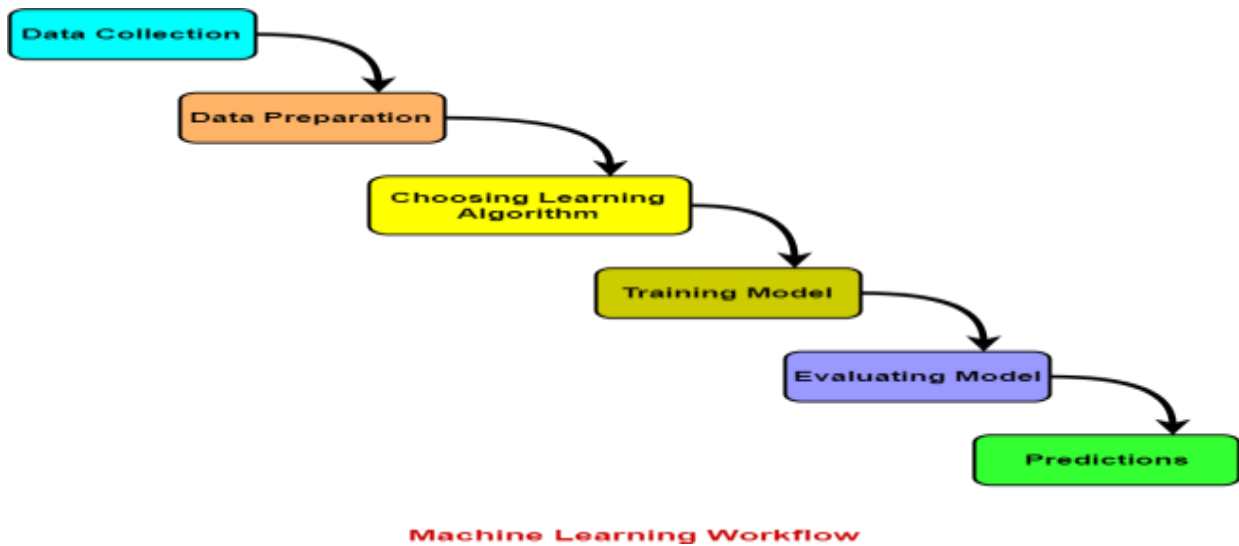 Data Collection
Data Preparation
Choosing Learning
Algorithm
Training Model
Evaluating Model
Predictions
Machine Learning Workflow